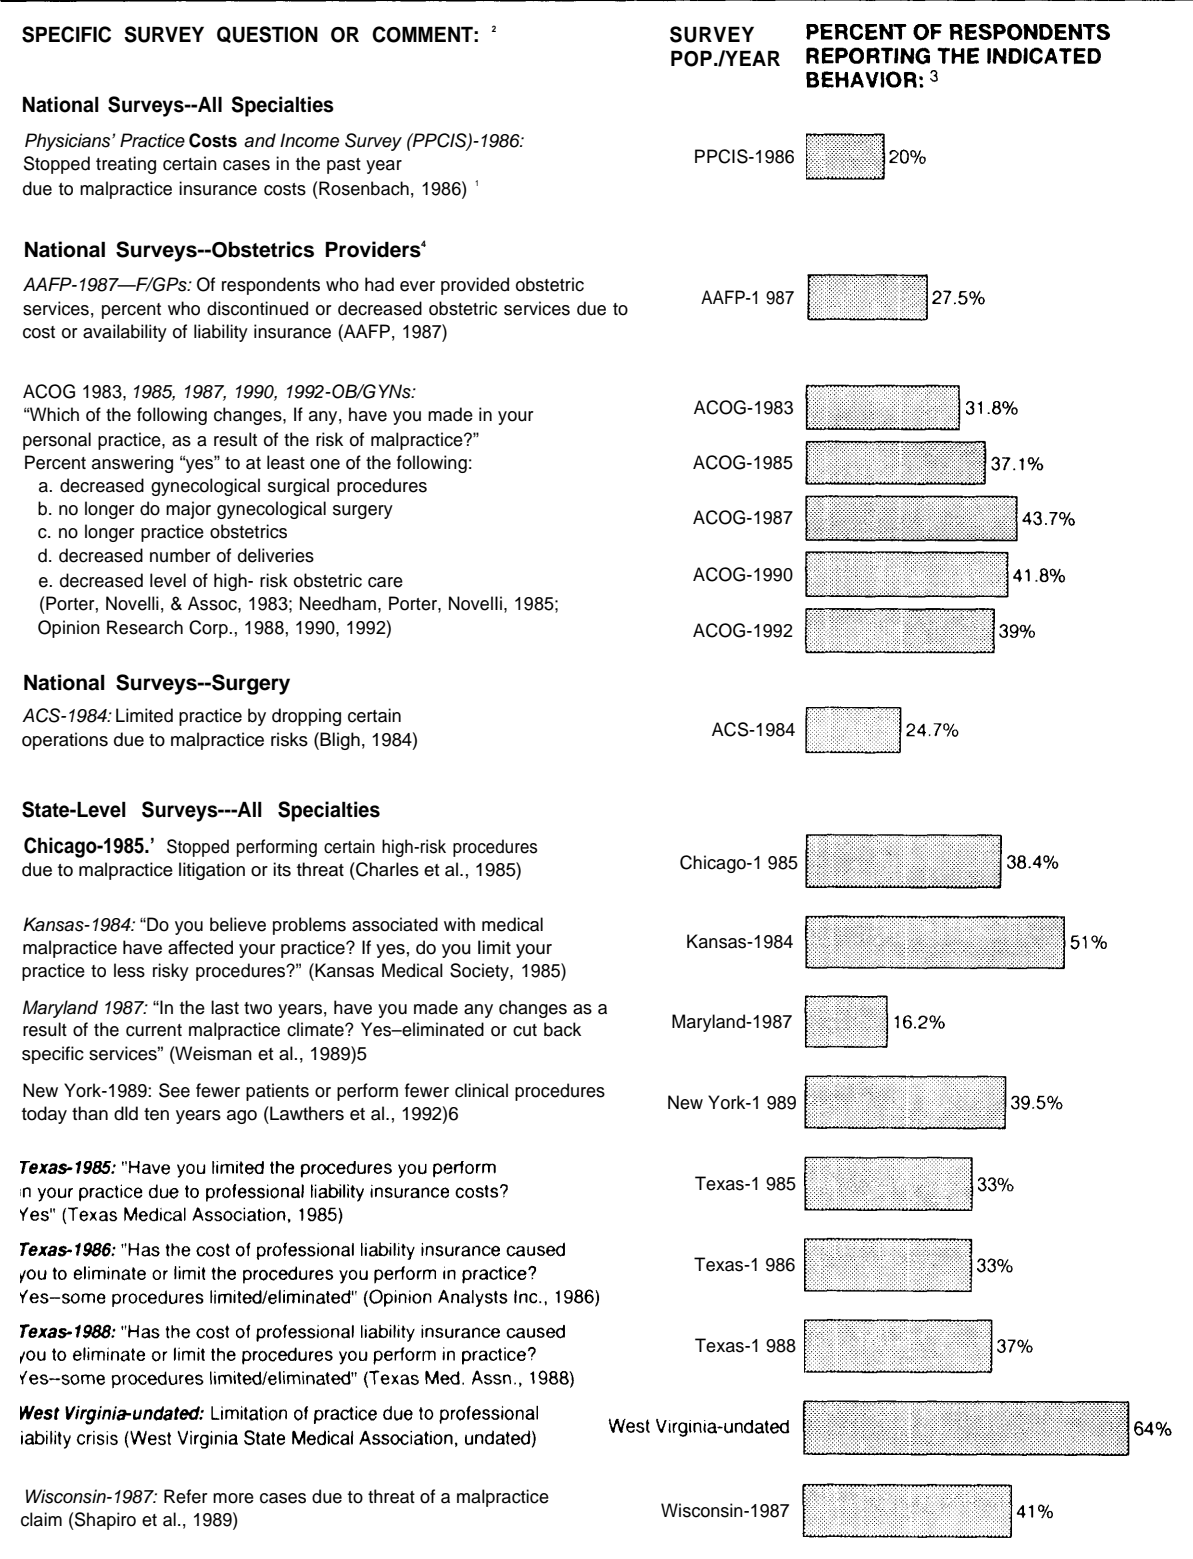 SPECIFIC SURVEY QUESTION OR COMMENT: 2
SURVEY POP./YEAR
PERCENT OF RESPONDENTS REPORTING THE INDICATED BEHAVIOR: 3
National Surveys--All Specialties
Physicians' Practice Costs and Income Survey (PPCIS)-1986:
Stopped treating certain cases in the past year
due to malpractice insurance costs (Rosenbach, 1986) 1
PPCIS-1986 20%
National Surveys--Obstetrics Providers4
AAFP-1987—F/GPs: Of respondents who had ever provided obstetric
services, percent who discontinued or decreased obstetric services due to
cost or availability of liability insurance (AAFP, 1987)
AAFP-1 987 27.5%
ACOG 1983, 1985, 1987, 1990, 1992-OB/GYNs:
“Which of the following changes, If any, have you made in your
personal practice, as a result of the risk of malpractice?”
Percent answering “yes” to at least one of the following:
a. decreased gynecological surgical procedures
b. no longer do major gynecological surgery
c. no longer practice obstetrics
d. decreased number of deliveries
e. decreased level of high- risk obstetric care
(Porter, Novelli, & Assoc, 1983; Needham, Porter, Novelli, 1985;
Opinion Research Corp., 1988, 1990, 1992)
ACOG-1983 31.8%
ACOG-1985 37.1%
ACOG-1987 43.7%
ACOG-1990 41.8%
ACOG-1992 39%
National Surveys--Surgery
ACS-1984: Limited practice by dropping certain
operations due to malpractice risks (Bligh, 1984)
ACS-1984 24.7%
State-Level Surveys---All Specialties
Chicago-1985.’ Stopped performing certain high-risk procedures
due to malpractice litigation or its threat (Charles et al., 1985)
Chicago-1 985 38.4%
Kansas-1984: “Do you believe problems associated with medical
malpractice have affected your practice? If yes, do you limit your
practice to less risky procedures?” (Kansas Medical Society, 1985)
Kansas-1984 51%
Maryland 1987: “In the last two years, have you made any changes as a
result of the current malpractice climate? Yes–eliminated or cut back
specific services” (Weisman et al., 1989)5
Maryland-1987 16.2%
New York-1989: See fewer patients or perform fewer clinical procedures
today than dld ten years ago (Lawthers et al., 1992)6
New York-1 989 39.5%
Texas-1985: "Have you limited the procedures you perform
in your practice due to professional liability insurance costs?
Yes" (Texas Medical Association, 1985)
Texas-1 985 33%
Texas-1986: "Has the cost of professional liability insurance caused
you to eliminate or limit the procedures you perform in practice?
Yes–some procedures limited/eliminated" (Opinion Analysts Inc., 1986)
Texas-1 986 33%
Texas-1988: "Has the cost of professional liability insurance caused
you to eliminate or limit the procedures you perform in practice?
Yes--some procedures limited/eliminated" (Texas Med. Assn., 1988)
Texas-1 988 37%
West Virginia-undated: Limitation of practice due to professional
iability crisis (West Virginia State Medical Association, undated)
West Virginia-undated 64%
Wisconsin-1987: Refer more cases due to threat of a malpractice
claim (Shapiro et al., 1989)
Wisconsin-1987 41%